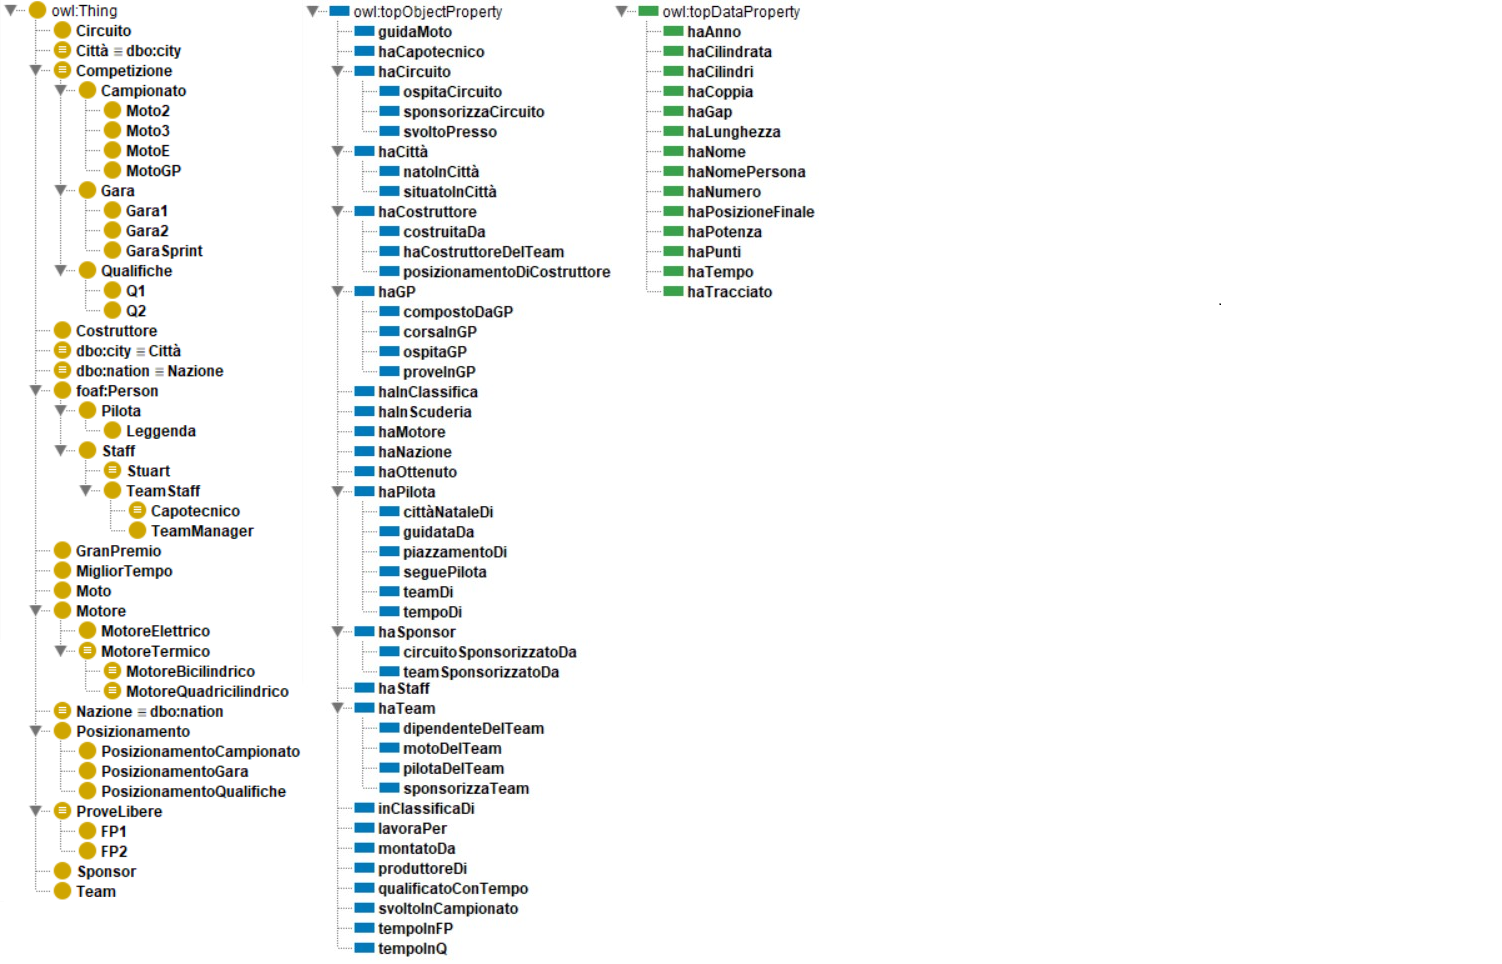 owl:Thing
Circuito
Città ≡ dbo:city
Competizione
Campionato
Moto2
Moto3
MotoE
MotoGP
Gara
Gara1
Gara2
GaraSprint
Qualifiche
Q1
Q2
Costruttore
dbo:city ≡ Città
dbo:nation ≡ Nazione
foaf:Person
Pilota
Leggenda
Staff
Stuart
TeamStaff
Capotecnico
TeamManager
GranPremio
MigliorTempo
Moto
Motore
MotoreElettrico
MotoreTermico
MotoreBicilindrico
MotoreQuadricilindrico
Nazione ≡ dbo:nation
Posizionamento
PosizionamentoCampionato
PosizionamentoGara
PosizionamentoQualifiche
ProveLibere
FP1
FP2
Sponsor
Team
owl:topObjectProperty
guidaMoto
haCapotecnico
haCircuito
ospitaCircuito
sponsorizzaCircuito
svoltoPresso
haCittà
natoInCittà
situatoInCittà
haCostruttore
costruitaDa
haCostruttoreDelTeam
posizionamentoDiCostruttore
haGP
compostoDaGP
corsaInGP
ospitaGP
proveInGP
haInClassifica
haInScuderia
haMotore
haNazione
haOttenuto
haPilota
cittàNataleDi
guidataDa
piazzamentoDi
seguePilota
teamDi
tempoDi
haSponsor
circuitoSponsorizzatoDa
teamSponsorizzatoDa
haStaff
haTeam
dipendenteDelTeam
motoDelTeam
pilotaDelTeam
sponsorizzaTeam
inClassificaDi
lavoraPer
montatoDa
produttoreDi
qualificatoConTempo
svoltoInCampionato
tempoInFP
tempoInQ
owl:topDataProperty
haAnno
haCilindrata
haCilindri
haCoppia
haGap
haLunghezza
haNome
haNomePersona
haNumero
haPosizioneFinale
haPotenza
haPunti
haTempo
haTracciato